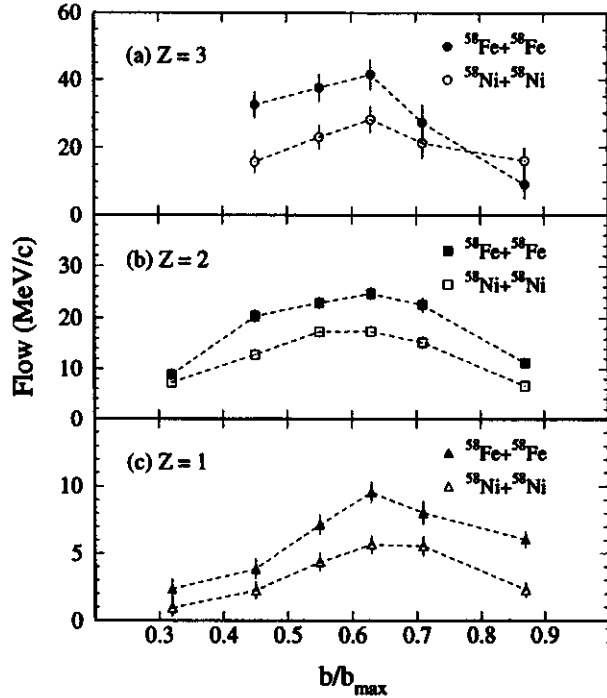 60
(a) Z = 3
⁵⁸Fe+⁵⁸Fe
⁵⁸Ni+⁵⁸Ni
40
20
0
Flow (MeV/c)
(b) Z = 2
⁵⁸Fe+⁵⁸Fe
⁵⁸Ni+⁵⁸Ni
30
20
10
0
(c) Z = 1
⁵⁸Fe+⁵⁸Fe
⁵⁸Ni+⁵⁸Ni
10
5
0
0.3 0.4 0.5 0.6 0.7 0.8 0.9 1
b/b_max